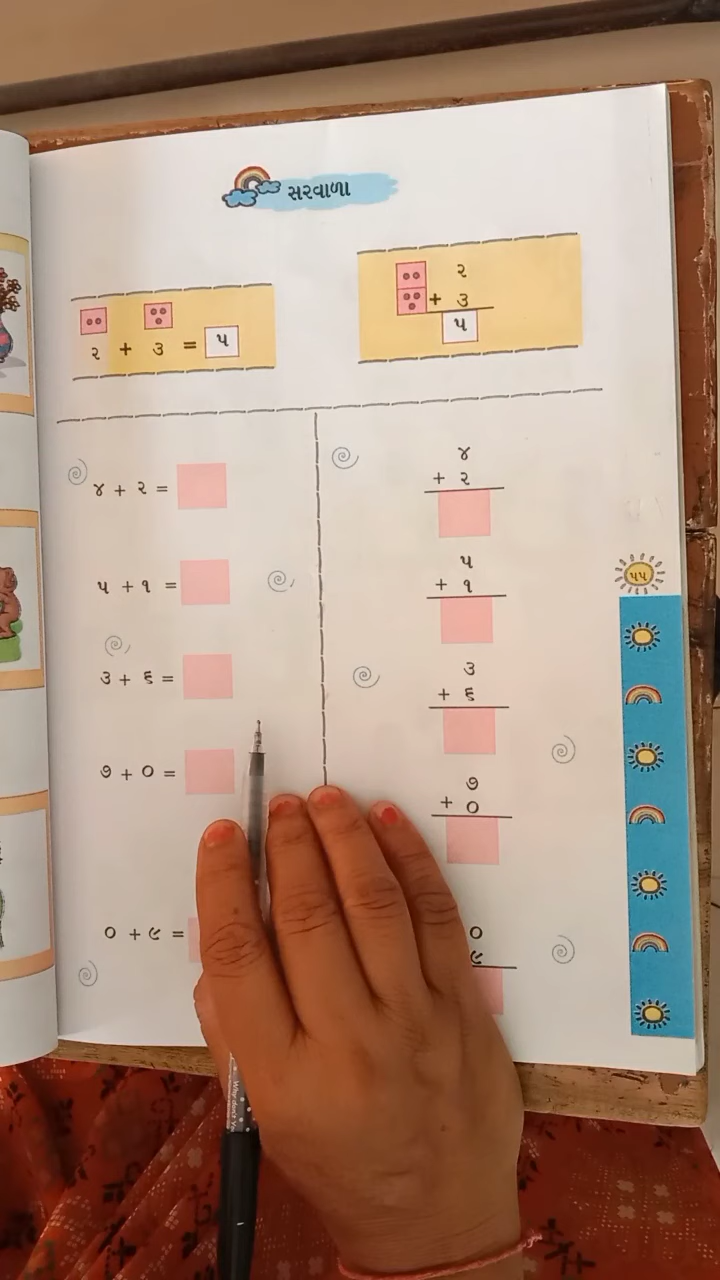 સરવાળા
૨ + ૩ = ૫
૨
+ ૩
૫
૪ + ૨ =
૫ + ૧ =
૩ + ૬ =
૭ + ૦ =
૦ + ૯ =
૪
+ ૨
૫
+ ૧
૩
+ ૬
૭
+ ૦
૦
૯
૫૫